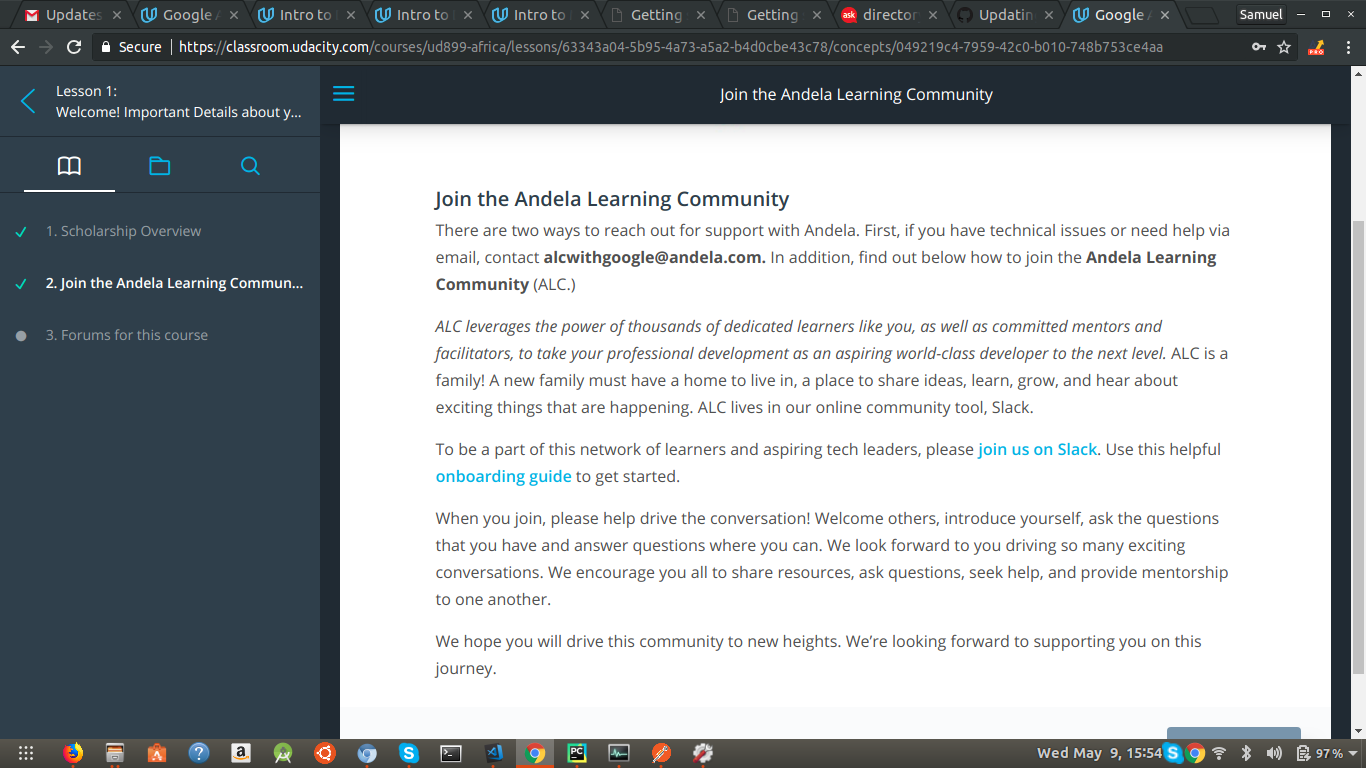 Updates
Google A
Intro to
Intro to
Intro to
Getting
Getting
ask
director
Updatin
Google A
Samuel
Secure
https://classroom.udacity.com/courses/ud899-africa/lessons/63343a04-5b95-4a73-a5a2-b4d0cbe43c78/concepts/049219c4-7959-42c0-b010-748b753ce4aa
PRO
Lesson 1:
Welcome! Important Details about y...
Join the Andela Learning Community
1. Scholarship Overview
2. Join the Andela Learning Commun...
3. Forums for this course
Join the Andela Learning Community
There are two ways to reach out for support with Andela. First, if you have technical issues or need help via
email, contact alcwithgoogle@andela.com. In addition, find out below how to join the Andela Learning
Community (ALC.)
ALC leverages the power of thousands of dedicated learners like you, as well as committed mentors and
facilitators, to take your professional development as an aspiring world-class developer to the next level. ALC is a
family! A new family must have a home to live in, a place to share ideas, learn, grow, and hear about
exciting things that are happening. ALC lives in our online community tool, Slack.
To be a part of this network of learners and aspiring tech leaders, please join us on Slack. Use this helpful
onboarding guide to get started.
When you join, please help drive the conversation! Welcome others, introduce yourself, ask the questions
that you have and answer questions where you can. We look forward to you driving so many exciting
conversations. We encourage you all to share resources, ask questions, seek help, and provide mentorship
to one another.
We hope you will drive this community to new heights. We’re looking forward to supporting you on this
journey.
Wed May 9, 15:54
97%